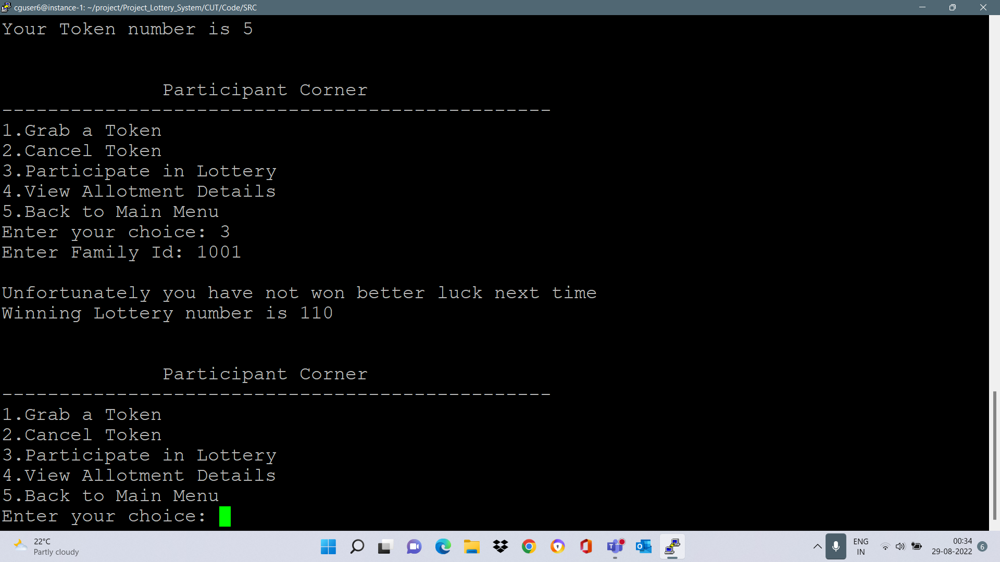 cguser6@instance-1: ~/project/Project_Lottery_System/CUT/Code/SRC
Your Token number is 5
Participant Corner
------------------------------------------------
1.Grab a Token
2.Cancel Token
3.Participate in Lottery
4.View Allotment Details
5.Back to Main Menu
Enter your choice: 3
Enter Family Id: 1001
Unfortunately you have not won better luck next time
Winning Lottery number is 110
Participant Corner
------------------------------------------------
1.Grab a Token
2.Cancel Token
3.Participate in Lottery
4.View Allotment Details
5.Back to Main Menu
Enter your choice:
22°C
Partly cloudy
ENG
IN
00:34
29-08-2022
6